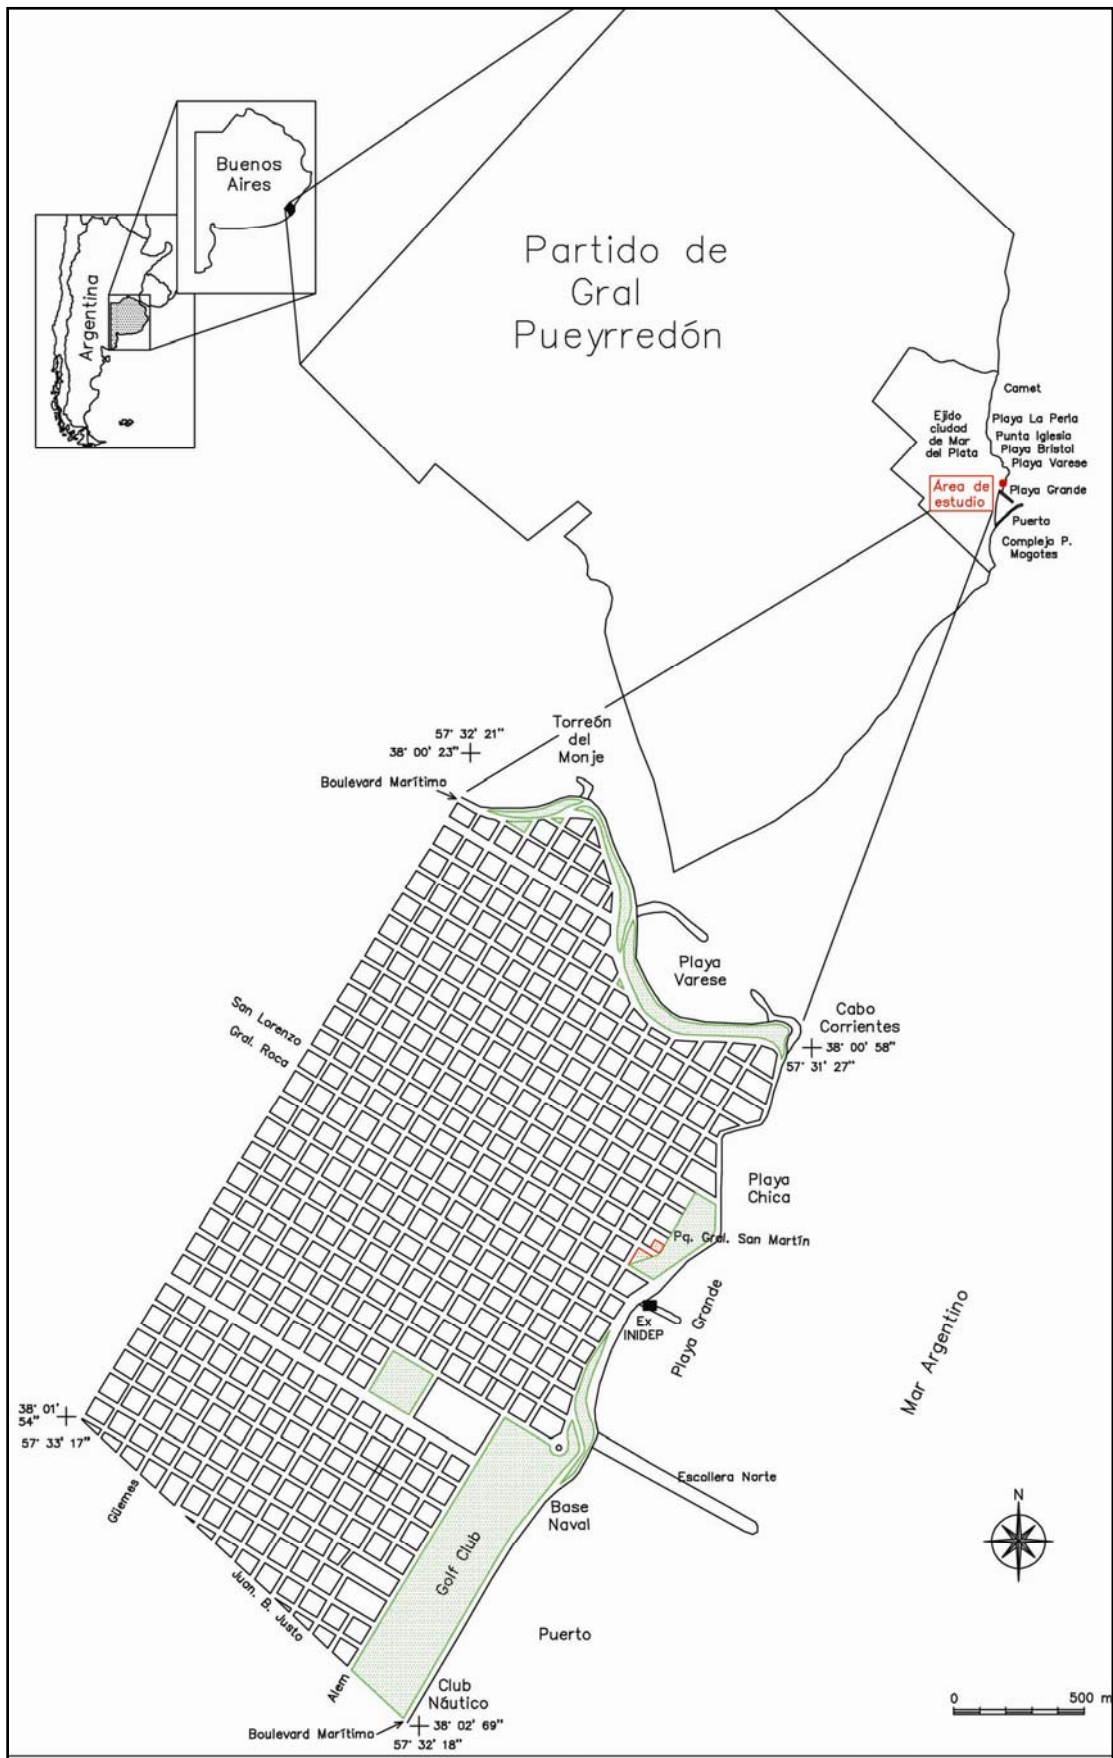 Buenos
Aires
Argentina
Partido de
Gral
Pueyrredón
Camet
Playa La Perla
Punta Iglesia
Playa Bristol
Playa Varese
Ejido
ciudad
de Mar
del Plata
Área de
estudio
Playa Grande
Puerto
Complejo P.
Mogotes
Torreón
del
Monje
57° 32' 21"
38° 00' 23"
Boulevard Marítimo
Playa
Varese
Cabo
Corrientes
38° 00' 58"
57° 31' 27"
San Lorenzo
Gral. Roca
Playa
Chica
Pq. Gral. San Martín
Ex
INIDEP
Playa Grande
Mar Argentino
38° 01'
54"
57° 33' 17"
Güemes
Escollera Norte
Base
Naval
Golf Club
N
Juan. B. Justo
Puerto
Alem
Club
Náutico
Boulevard Marítimo
38° 02' 69"
57° 32' 18"
0 500 m